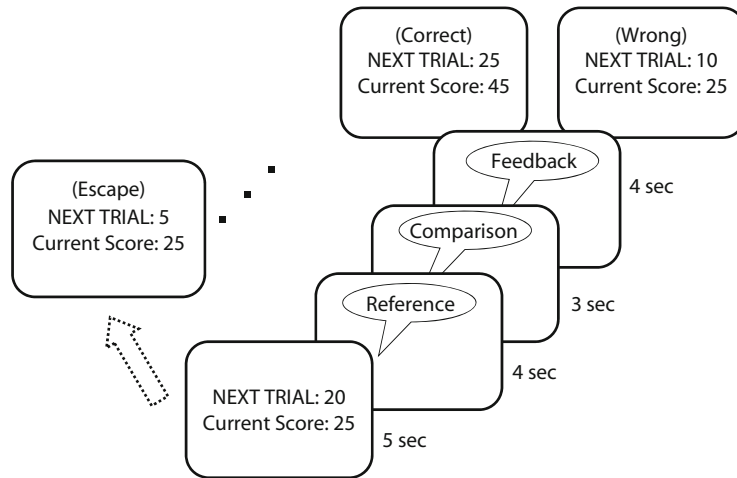 (Correct)
NEXT TRIAL: 25
Current Score: 45
(Wrong)
NEXT TRIAL: 10
Current Score: 25
Feedback
4 sec
(Escape)
NEXT TRIAL: 5
Current Score: 25
Comparison
3 sec
Reference
4 sec
NEXT TRIAL: 20
Current Score: 25
5 sec